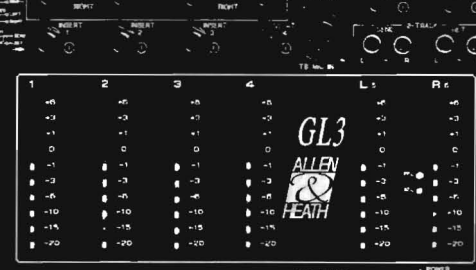 RIGHT RIGHT
INSERT INSERT INSERT
1 2 3 4
2-TRACK
L R L
1 2 3 4 L 5 R 6
+6 +6 +6 +6 +6 +6
+3 +3 +3 +3 +3 +3
+1 +1 +1 +1 +1 +1
0 0 0 0 0 0
-1 -1 -1 -1 -1 -1
-3 -3 -3 -3 -3 -3
-6 -6 -6 -6 -6 -6
-10 -10 -10 -10 -10 -10
-15 -15 -15 -15 -15 -15
-20 -20 -20 -20 -20 -20
GL3
ALLEN
&
HEATH
POWER